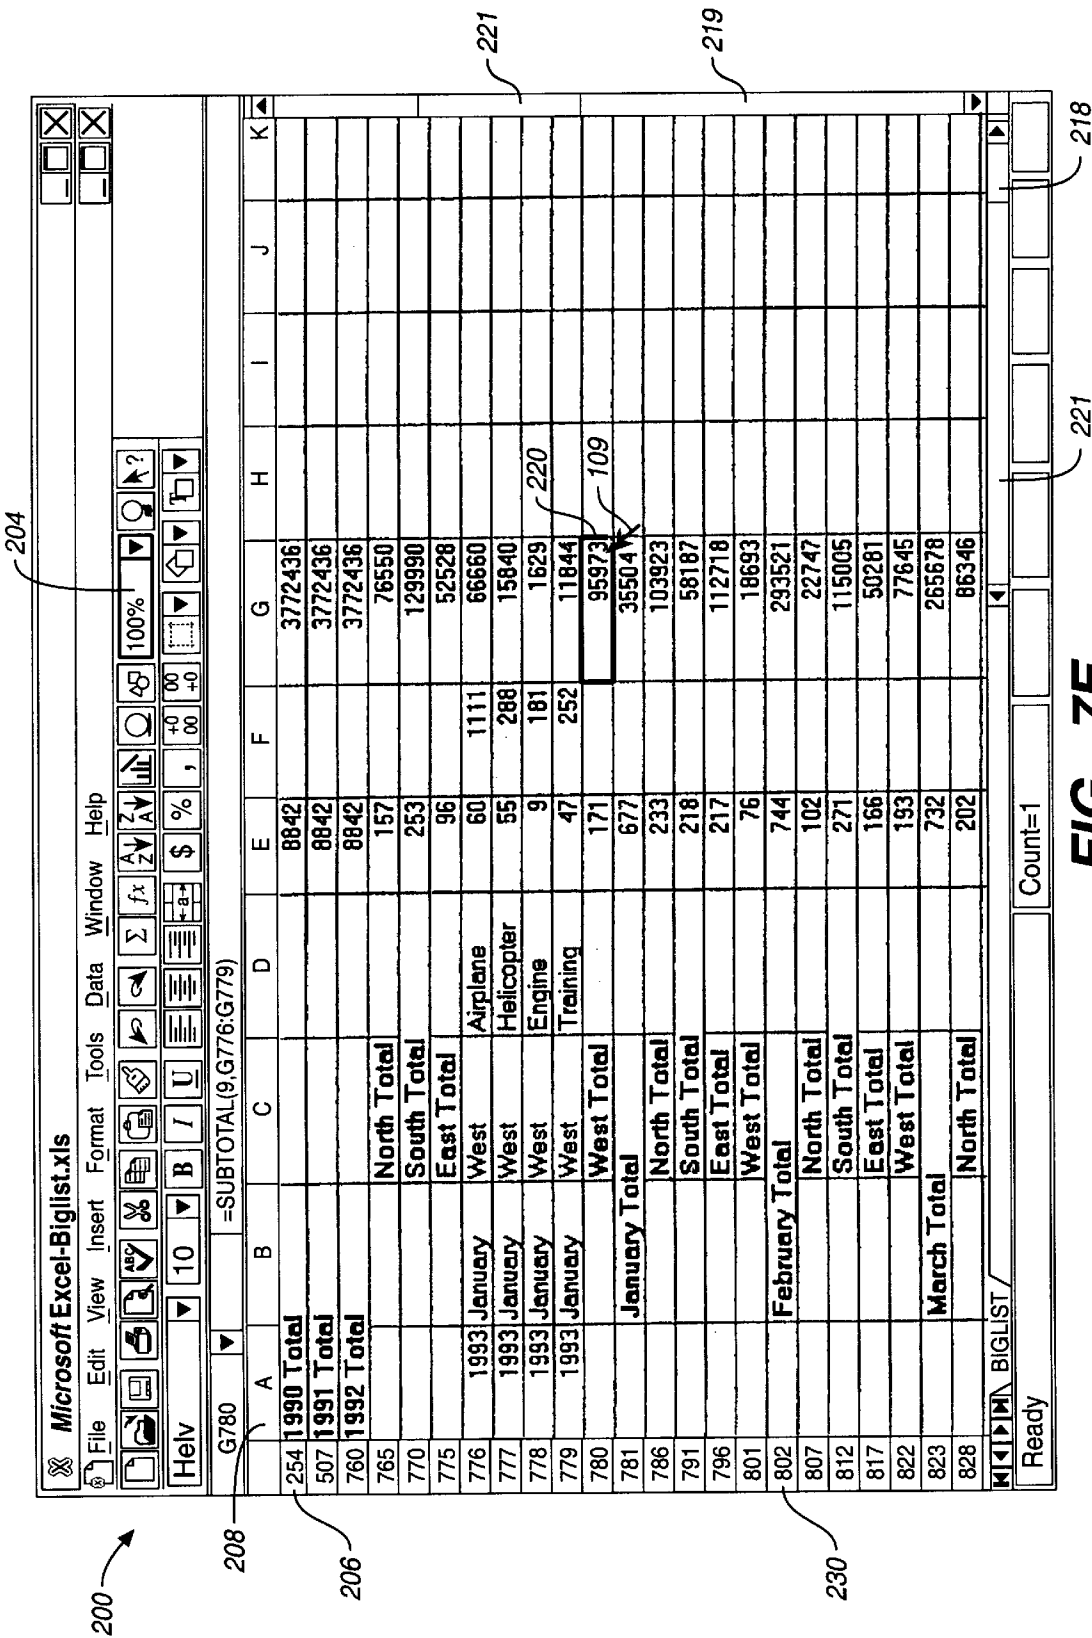 204
200
208
206
230
Microsoft Excel-Biglist.xls
File Edit View Insert Format Tools Data Window Help
ABC Σ fx A Z Z A 100% ?
Helv 10 B I U a $ % , +0 00 00 +0 T
G780 =SUBTOTAL(9,G776:G779)
A B C D E F G H I J K
254 1990 Total 8842 3772436
507 1991 Total 8842 3772436
760 1992 Total 8842 3772436
765 North Total 157 76550
770 South Total 253 129990
775 East Total 96 52528
776 1993 January West Airplane 60 1111 66660
777 1993 January West Helicopter 55 288 15840
778 1993 January West Engine 9 181 1629
779 1993 January West Training 47 252 11844
780 West Total 171 95973
781 January Total 677 355041
786 North Total 233 103923
791 South Total 218 58187
796 East Total 217 112718
801 West Total 76 18693
802 February Total 744 293521
807 North Total 102 22747
812 South Total 271 115005
817 East Total 166 50281
822 West Total 193 77645
823 March Total 732 265678
828 North Total 202 86346
BIGLIST
Ready Count=1
220
109
221
219
221
218
FIG. 7E